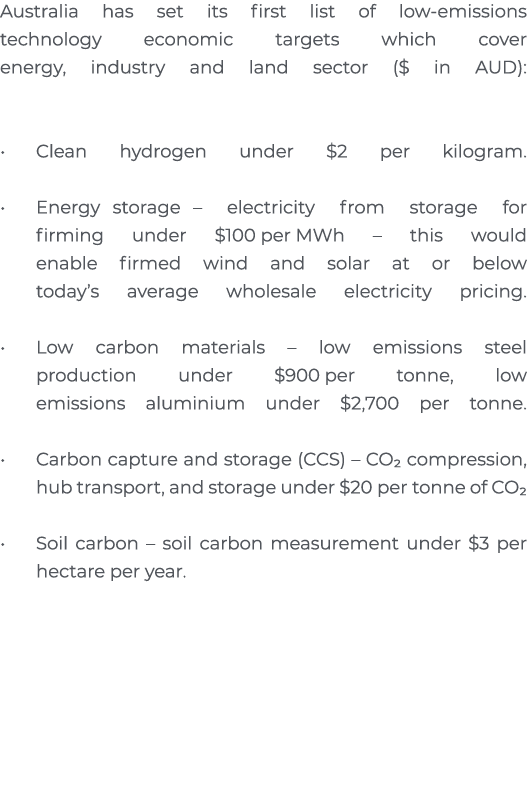 Australia has set its first list of low-emissions
technology economic targets which cover
energy, industry and land sector ($ in AUD):
• Clean hydrogen under $2 per kilogram.
• Energy storage – electricity from storage for
firming under $100 per MWh – this would
enable firmed wind and solar at or below
today’s average wholesale electricity pricing.
• Low carbon materials – low emissions steel
production under $900 per tonne, low
emissions aluminium under $2,700 per tonne.
• Carbon capture and storage (CCS) – CO₂ compression,
hub transport, and storage under $20 per tonne of CO₂
• Soil carbon – soil carbon measurement under $3 per
hectare per year.